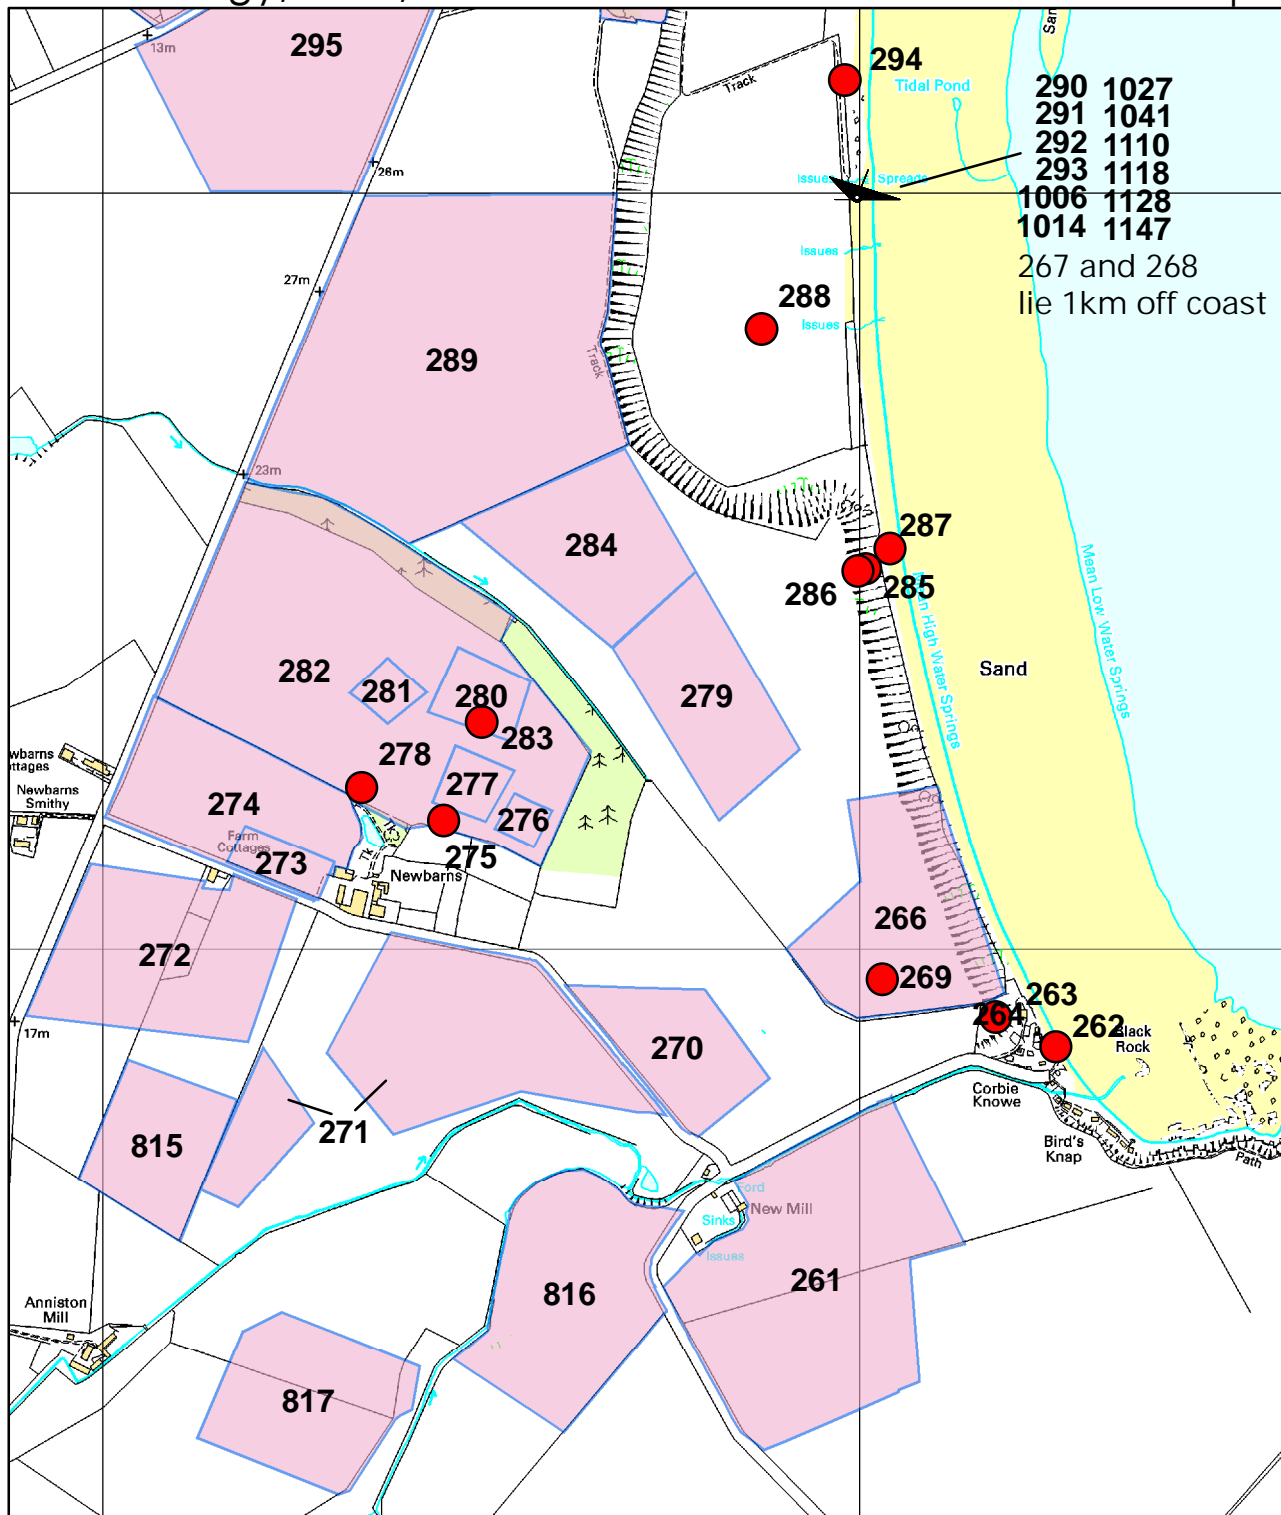 295
13m
294
Track
Tidal Pond
290 1027
291 1041
292 1110
293 1118
1006 1128
1014 1147
267 and 268
lie 1km off coast
26m
Issues
Spreads
Issues
27m
288
Issues
289
Track
23m
284
287
286
285
Mean High Water Springs
Mean Low Water Springs
Sand
282
281
280
283
279
278
277
276
274
Newbarns
Smithy
Farm
Cottages
273
275
Tk
Tk
Newbarns
272
266
269
17m
264
263
262
Black
Rock
270
Corbie
Knowe
271
815
Bird's
Knap
Path
Ford
New Mill
Sinks
Issues
816
261
Anniston
Mill
817